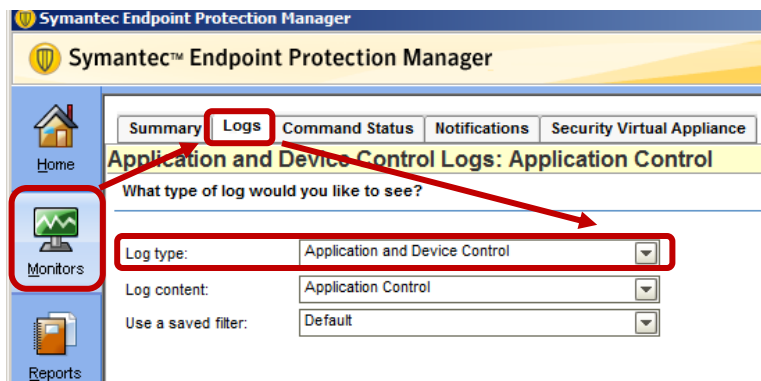 Symantec Endpoint Protection Manager
Symantec™ Endpoint Protection Manager
Home
Monitors
Reports
Summary Logs Command Status Notifications Security Virtual Appliance
Application and Device Control Logs: Application Control
What type of log would you like to see?
Log type: Application and Device Control
Log content: Application Control
Use a saved filter: Default